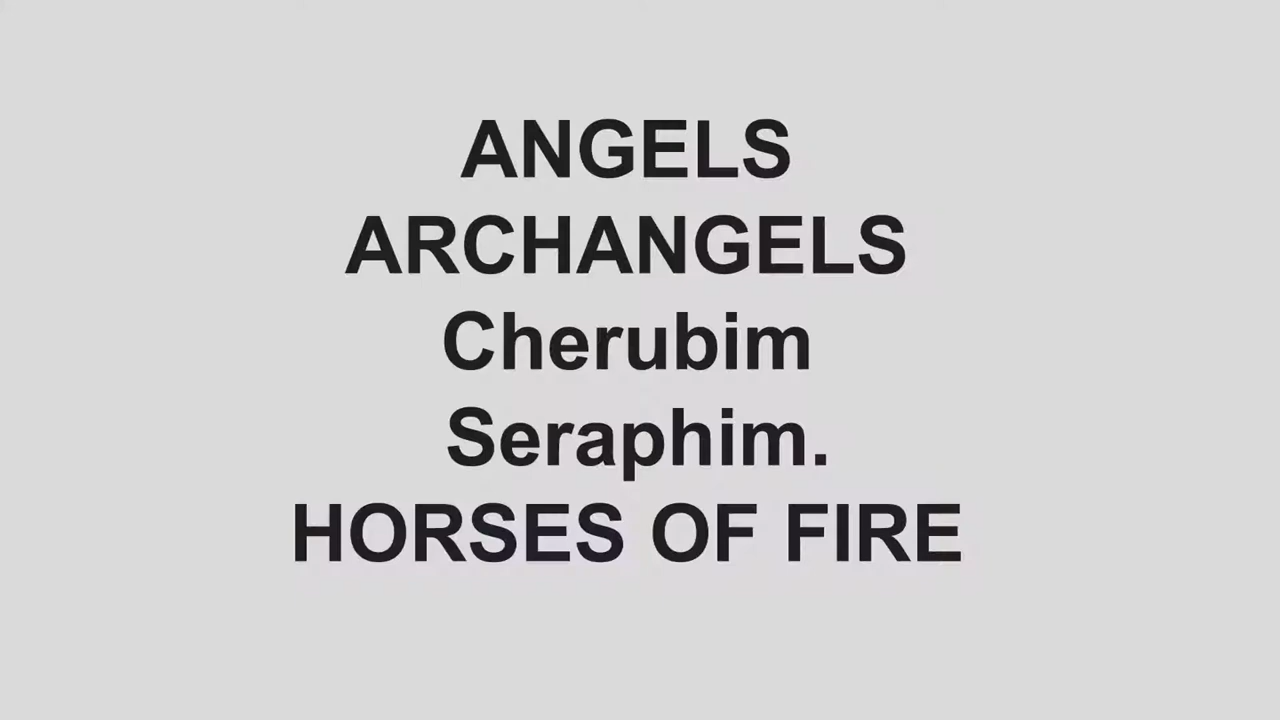 ANGELS
ARCHANGELS
Cherubim
Seraphim.
HORSES OF FIRE